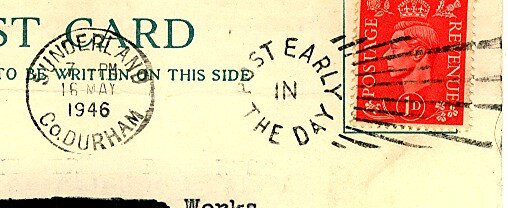 ST CARD
TO BE WRITTEN ON THIS SIDE
SUNDERLAND
7 PM
16 MAY
1946
CO. DURHAM
POST EARLY
IN
THE DAY
POSTAGE
REVENUE
1D
Works